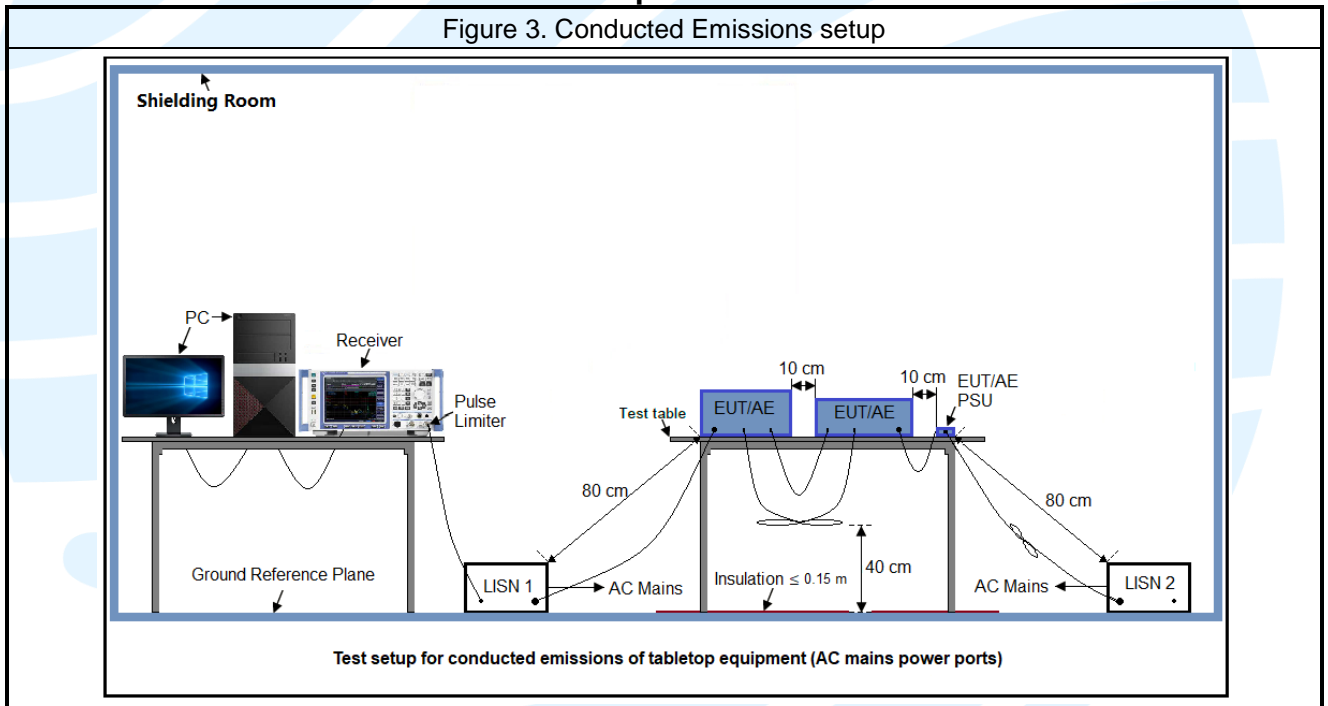 Figure 3. Conducted Emissions setup
Shielding Room
PC
Receiver
Pulse
Limiter
10 cm
10 cm
EUT/AE
PSU
Test table
EUT/AE
EUT/AE
80 cm
80 cm
40 cm
Ground Reference Plane
LISN 1
AC Mains
Insulation ≤ 0.15 m
AC Mains
LISN 2
Test setup for conducted emissions of tabletop equipment (AC mains power ports)